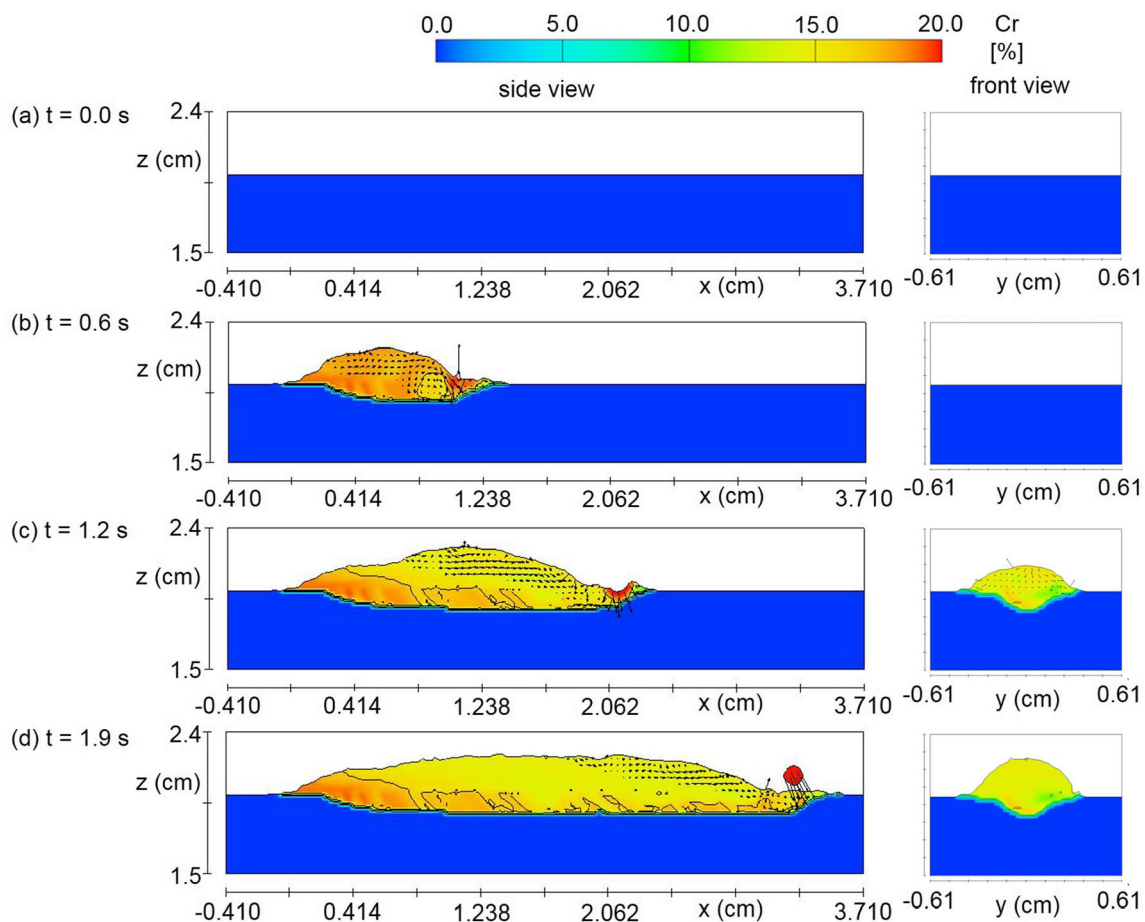 0.0 5.0 10.0 15.0 20.0 Cr
[%]
side view front view
(a) t = 0.0 s
2.4
z (cm)
1.5
-0.410 0.414 1.238 2.062 x (cm) 3.710 -0.61 y (cm) 0.61
(b) t = 0.6 s
2.4
z (cm)
1.5
-0.410 0.414 1.238 2.062 x (cm) 3.710 -0.61 y (cm) 0.61
(c) t = 1.2 s
2.4
z (cm)
1.5
-0.410 0.414 1.238 2.062 x (cm) 3.710 -0.61 y (cm) 0.61
(d) t = 1.9 s
2.4
z (cm)
1.5
-0.410 0.414 1.238 2.062 x (cm) 3.710 -0.61 y (cm) 0.61